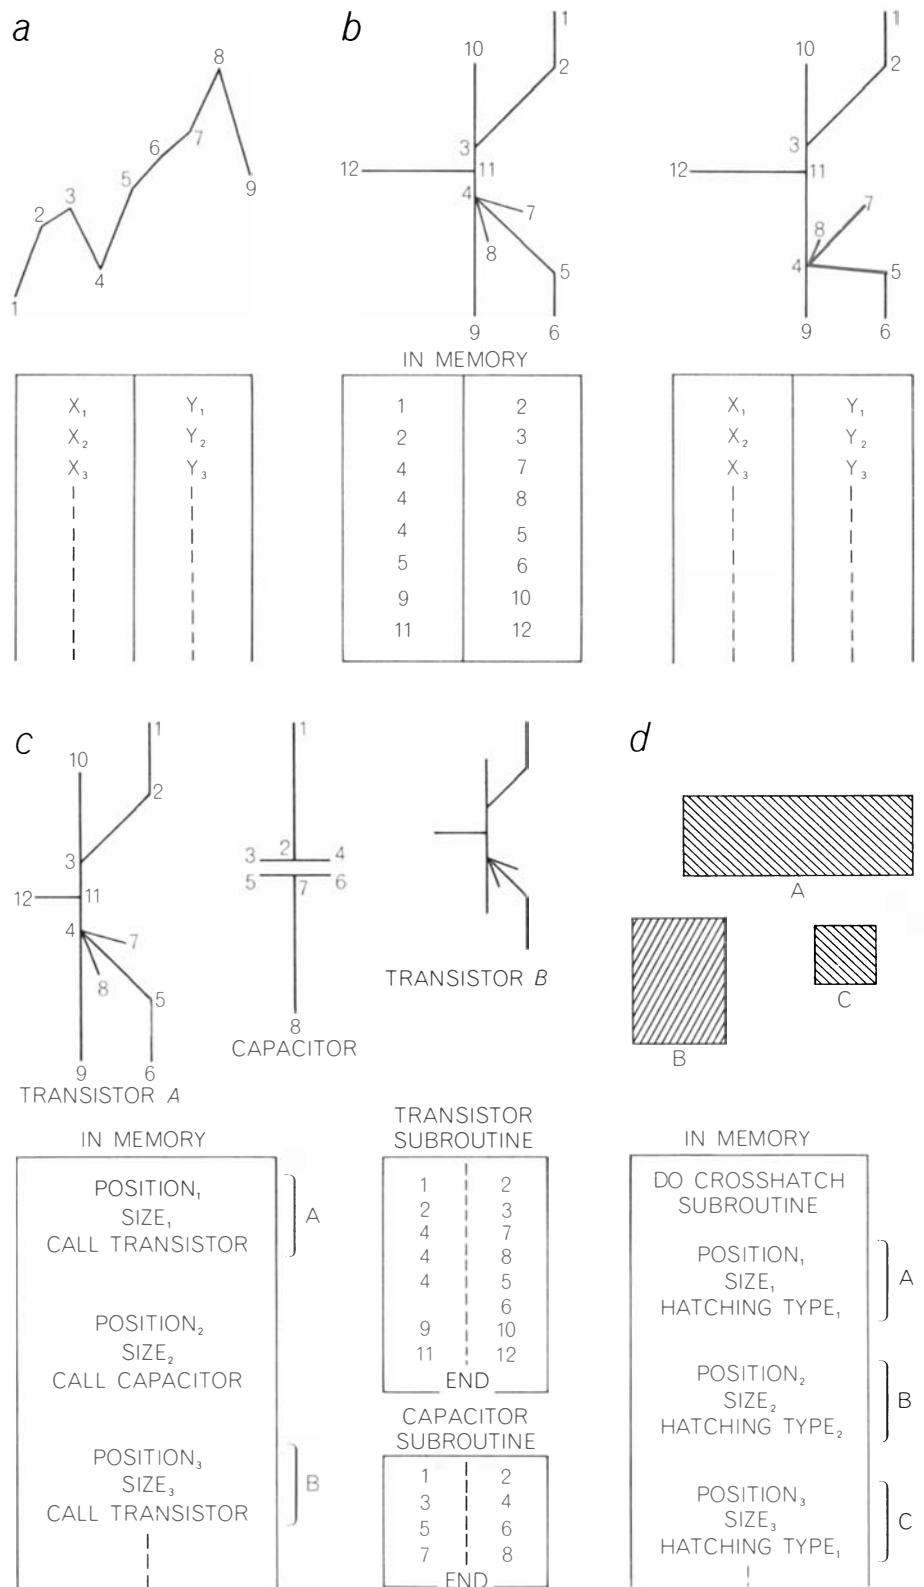 a
1
2
3
4
5
6
7
8
9
b
1
2
3
4
5
6
7
8
9
10
11
12
1
2
3
4
5
6
7
8
9
10
11
12
X₁ Y₁
X₂ Y₂
X₃ Y₃
IN MEMORY
1 2
2 3
4 7
4 8
4 5
5 6
9 10
11 12
X₁ Y₁
X₂ Y₂
X₃ Y₃
c
1
2
3
4
5
6
7
8
9
10
11
12
TRANSISTOR A
1
2
3
4
5
6
7
8
CAPACITOR
TRANSISTOR B
d
A
B
C
IN MEMORY
POSITION₁
SIZE₁
CALL TRANSISTOR
A
POSITION₂
SIZE₂
CALL CAPACITOR
POSITION₃
SIZE₃
CALL TRANSISTOR
B
TRANSISTOR
SUBROUTINE
1 2
2 3
4 7
4 8
4 5
6
9 10
11 12
END
CAPACITOR
SUBROUTINE
1 2
3 4
5 6
7 8
END
IN MEMORY
DO CROSSHATCH
SUBROUTINE
POSITION₁
SIZE₁
HATCHING TYPE₁
A
POSITION₂
SIZE₂
HATCHING TYPE₂
B
POSITION₃
SIZE₃
HATCHING TYPE₁
C